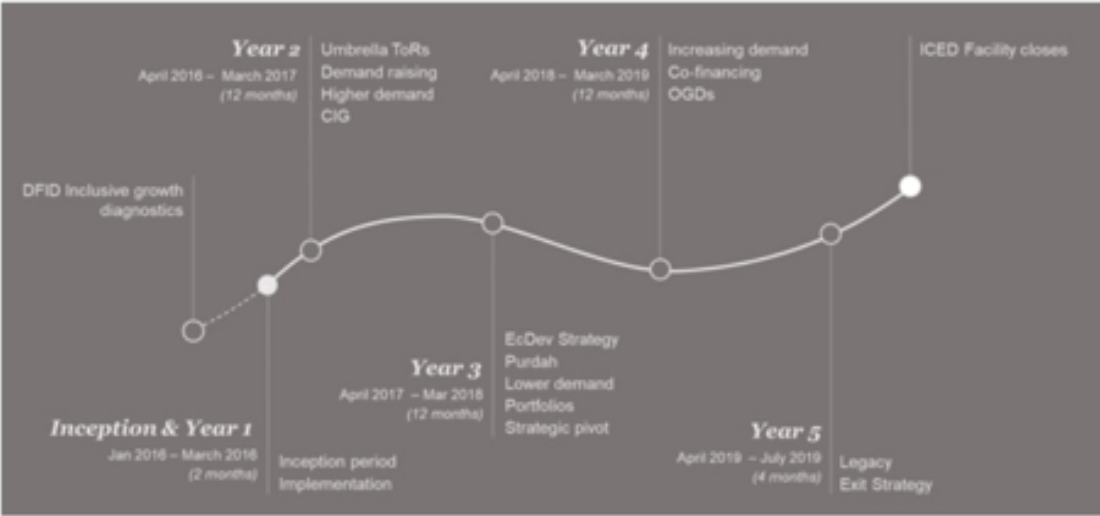 Year 2
April 2016 – March 2017
(12 months)
Umbrella ToRs
Demand raising
Higher demand
CIG
Year 4
April 2018 – March 2019
(12 months)
Increasing demand
Co-financing
OGDs
ICED Facility closes
DFID Inclusive growth
diagnostics
Inception & Year 1
Jan 2016 – March 2016
(2 months)
Inception period
Implementation
Year 3
April 2017 – Mar 2018
(12 months)
EcDev Strategy
Purdah
Lower demand
Portfolios
Strategic pivot
Year 5
April 2019 – July 2019
(4 months)
Legacy
Exit Strategy